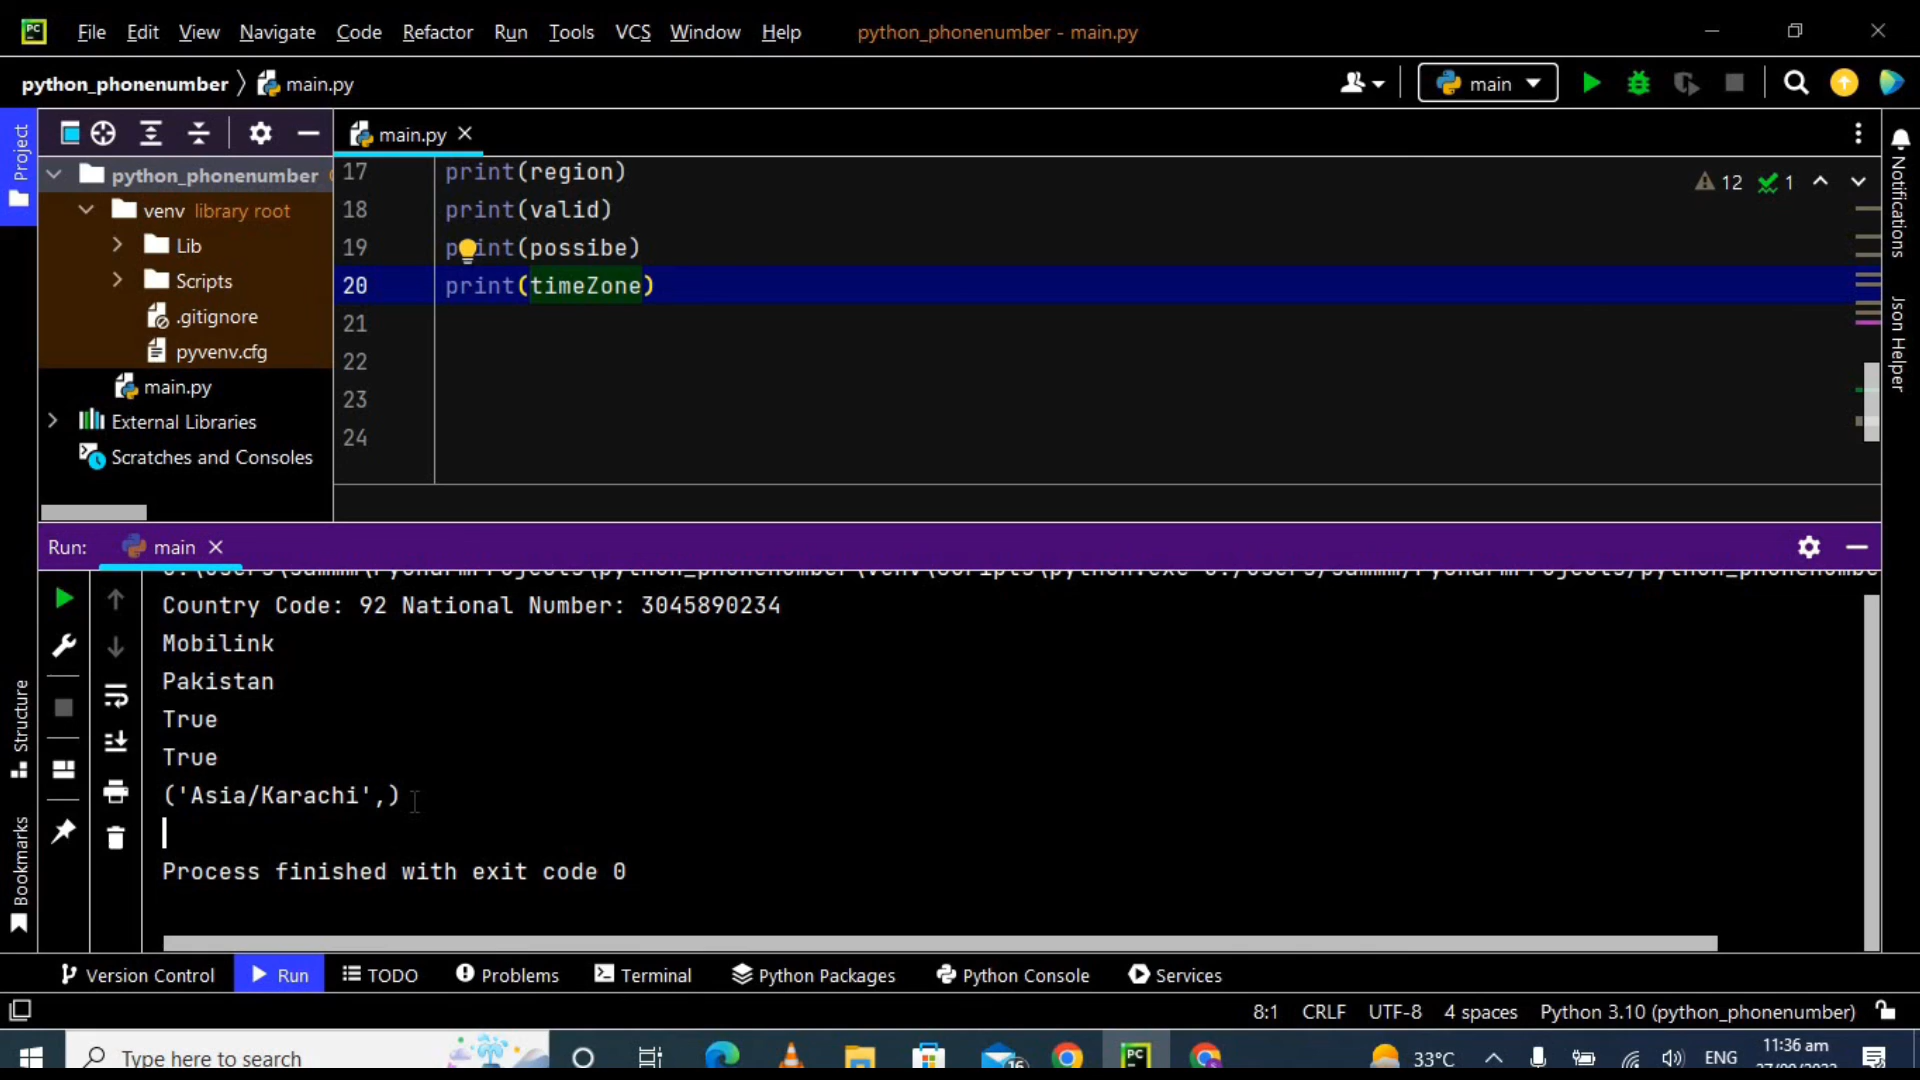 PC File Edit View Navigate Code Refactor Run Tools VCS Window Help python_phonenumber - main.py
python_phonenumber main.py main
Project
main.py
python_phonenumber
venv library root
Lib
Scripts
.gitignore
pyvenv.cfg
main.py
External Libraries
Scratches and Consoles
17 print(region)
18 print(valid)
19 print(possibe)
20 print(timeZone)
21
22
23
24
12 1
Notifications
Json Helper
Run: main
Country Code: 92 National Number: 3045890234
Mobilink
Pakistan
True
True
('Asia/Karachi',)
Process finished with exit code 0
Structure
Bookmarks
Version Control Run TODO Problems Terminal Python Packages Python Console Services
8:1 CRLF UTF-8 4 spaces Python 3.10 (python_phonenumber)
Type here to search 16 PC 33°C ENG 11:36 am